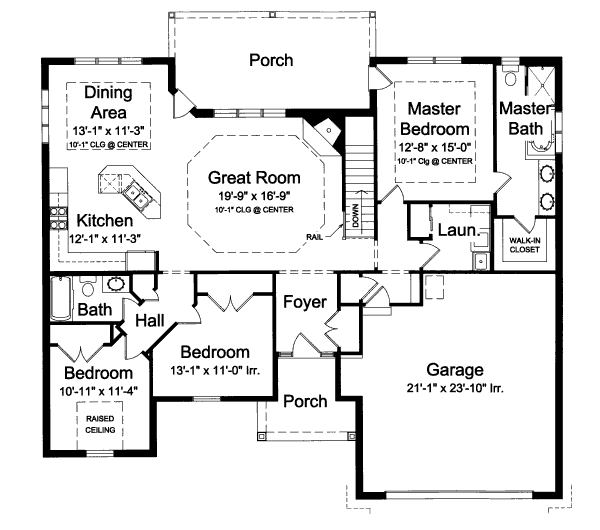 Porch
Dining
Area
13'-1" x 11'-3"
10'-1" CLG @ CENTER
Master
Bedroom
12'-8" x 15'-0"
10'-1" Clg @ CENTER
Master
Bath
Great Room
19'-9" x 16'-9"
10'-1" CLG @ CENTER
DOWN
RAIL
Kitchen
12'-1" x 11'-3"
Laun.
WALK-IN
CLOSET
Bath
Hall
Foyer
Bedroom
13'-1" x 11'-0" Irr.
Bedroom
10'-11" x 11'-4"
RAISED
CEILING
Porch
Garage
21'-1" x 23'-10" Irr.